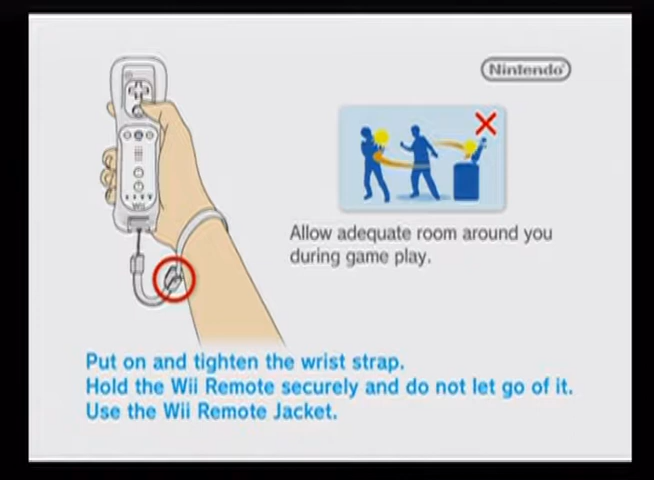 Nintendo
Allow adequate room around you
during game play.
Put on and tighten the wrist strap.
Hold the Wii Remote securely and do not let go of it.
Use the Wii Remote Jacket.